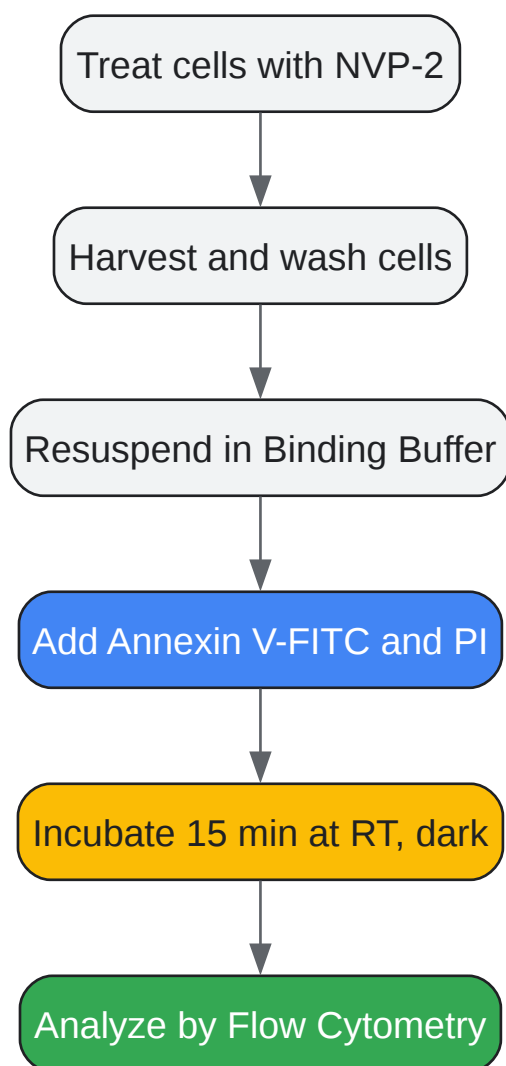 Treat cells with NVP-2
Harvest and wash cells
Resuspend in Binding Buffer
Add Annexin V-FITC and PI
Incubate 15 min at RT, dark
Analyze by Flow Cytometry